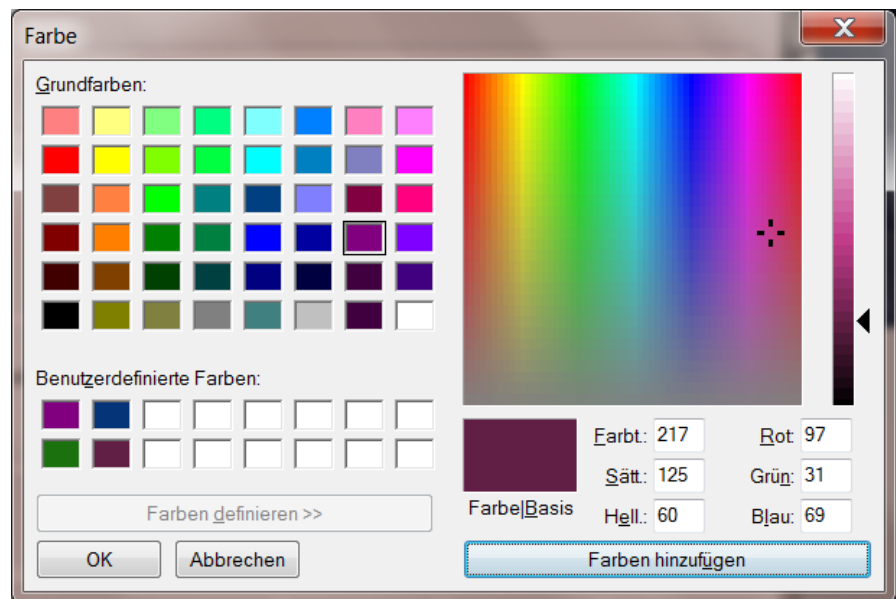 Farbe
Grundfarben:
Benutzerdefinierte Farben:
Farben definieren >>
OK Abbrechen
Farbe|Basis
Farbt.: 217 Rot: 97
Sätt.: 125 Grün: 31
Hell.: 60 Blau: 69
Farben hinzufügen